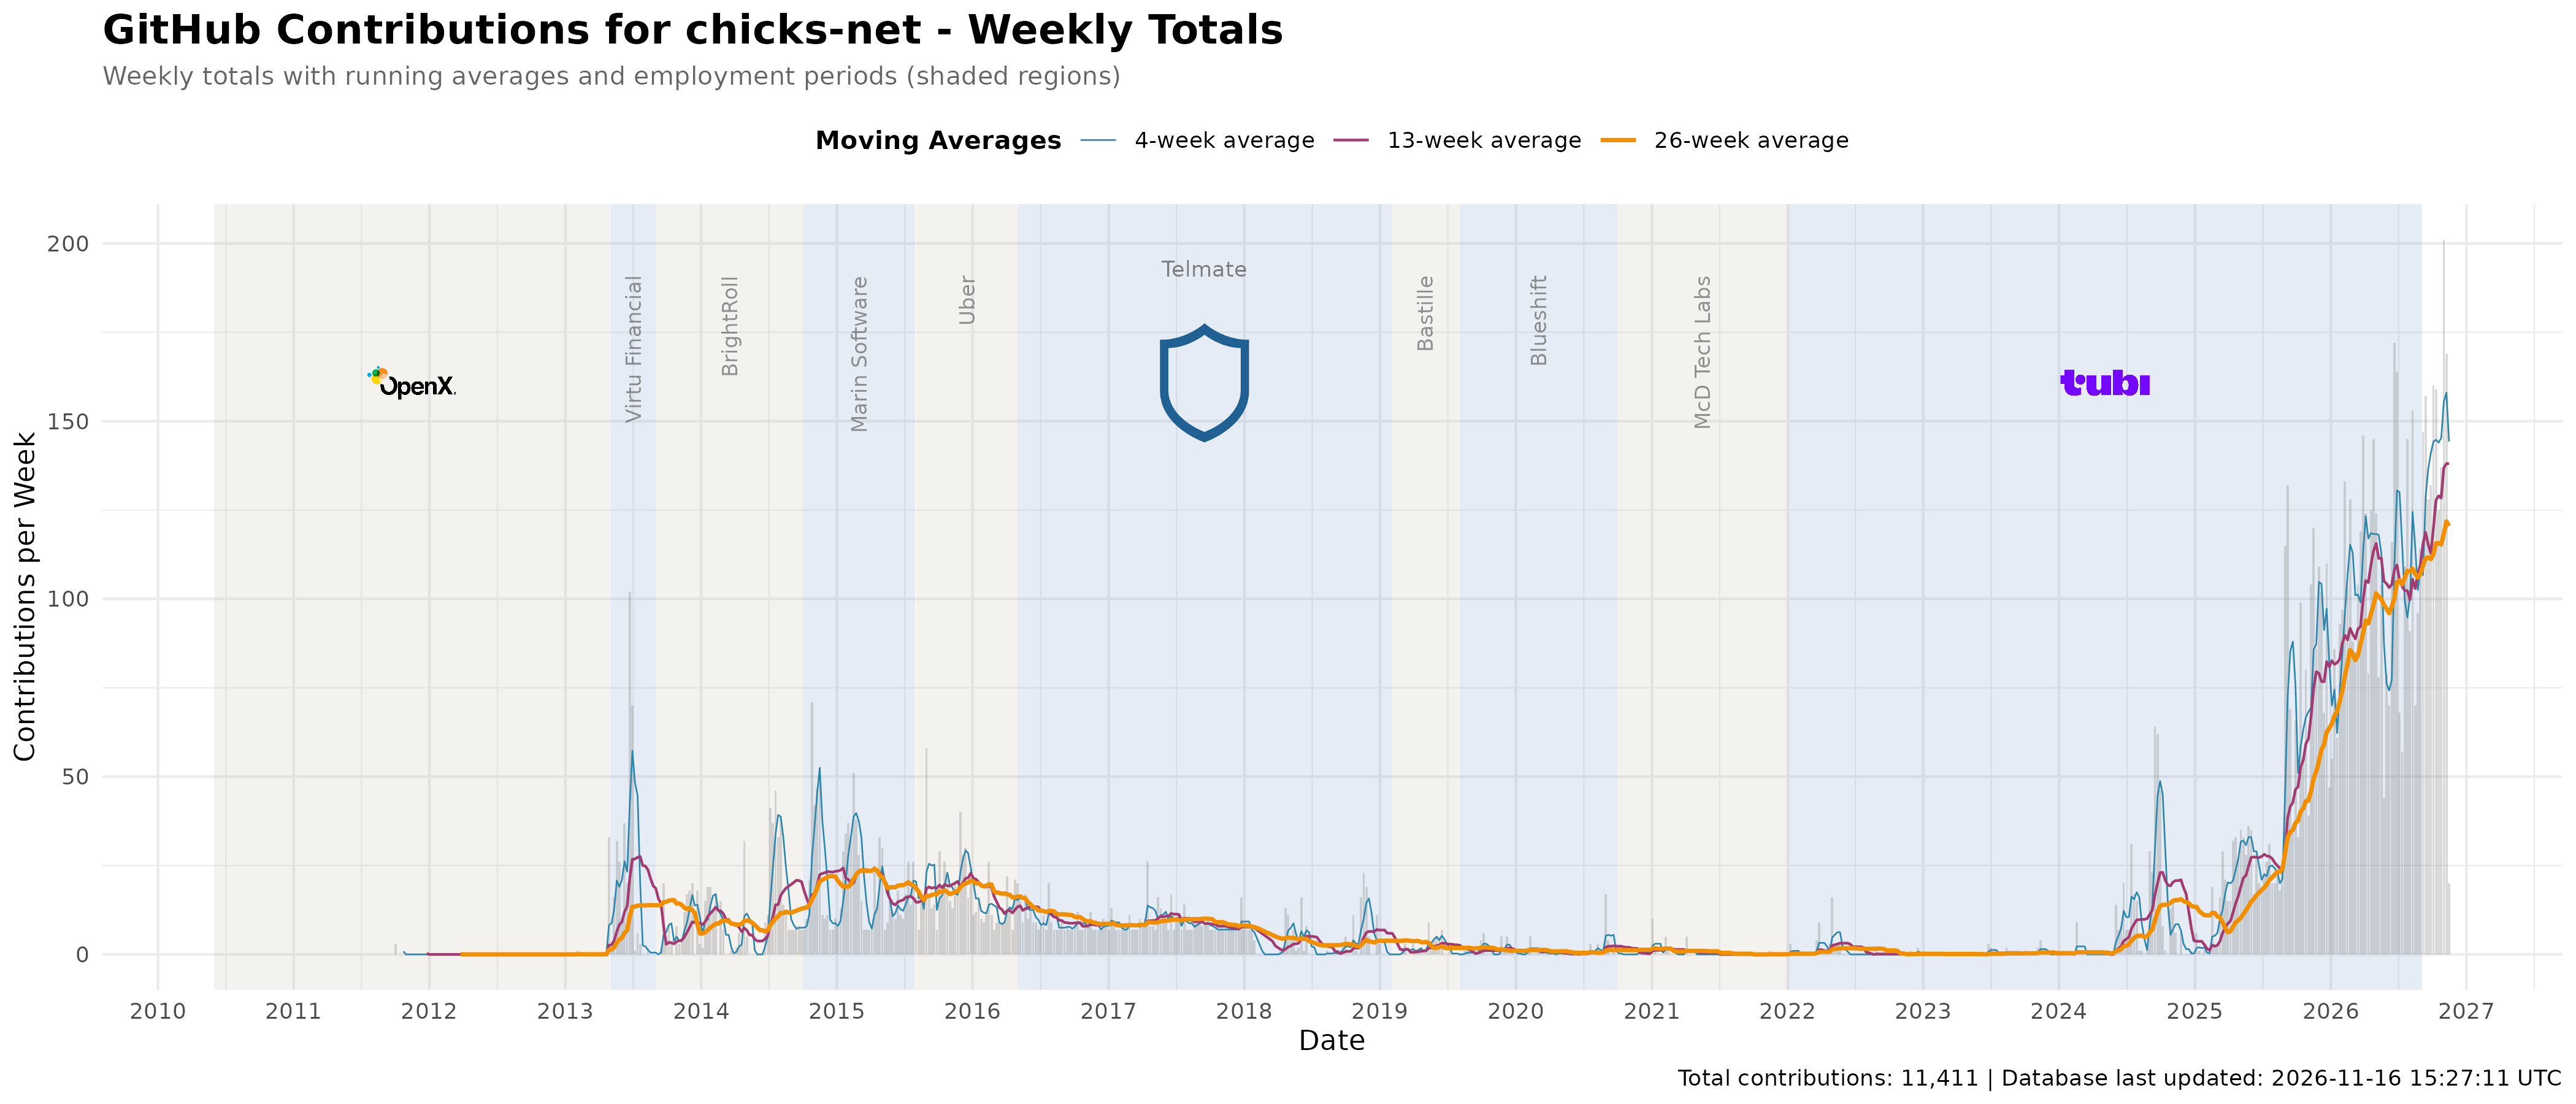 GitHub Contributions for chicks-net - Weekly Totals
Weekly totals with running averages and employment periods (shaded regions)
Moving Averages 4-week average 13-week average 26-week average
Contributions per Week
200
150
100
50
0
OpenX
Virtu Financial
BrightRoll
Marin Software
Uber
Telmate
Bastille
Blueshift
McD Tech Labs
tubi
2010 2011 2012 2013 2014 2015 2016 2017 2018 2019 2020 2021 2022 2023 2024 2025 2026 2027
Date
Total contributions: 11,411 | Database last updated: 2026-11-16 15:27:11 UTC